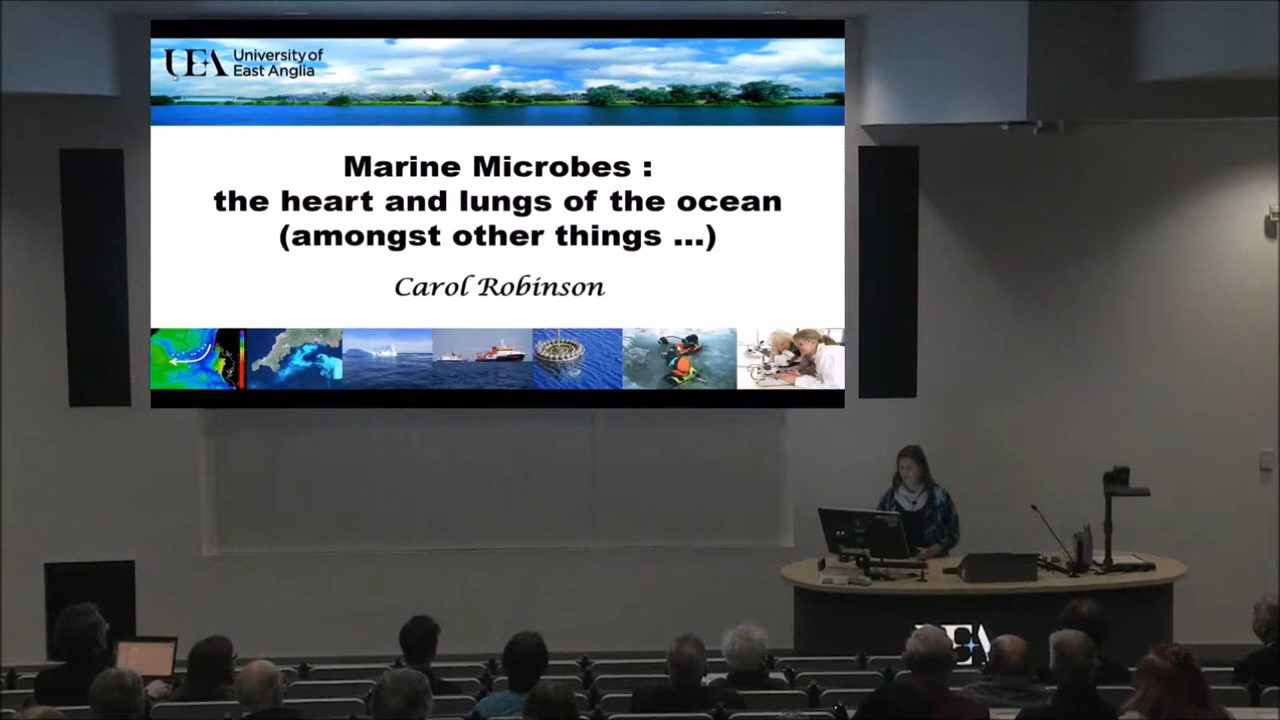 UEA University of
East Anglia
Marine Microbes :
the heart and lungs of the ocean
(amongst other things ...)
Carol Robinson
UEA